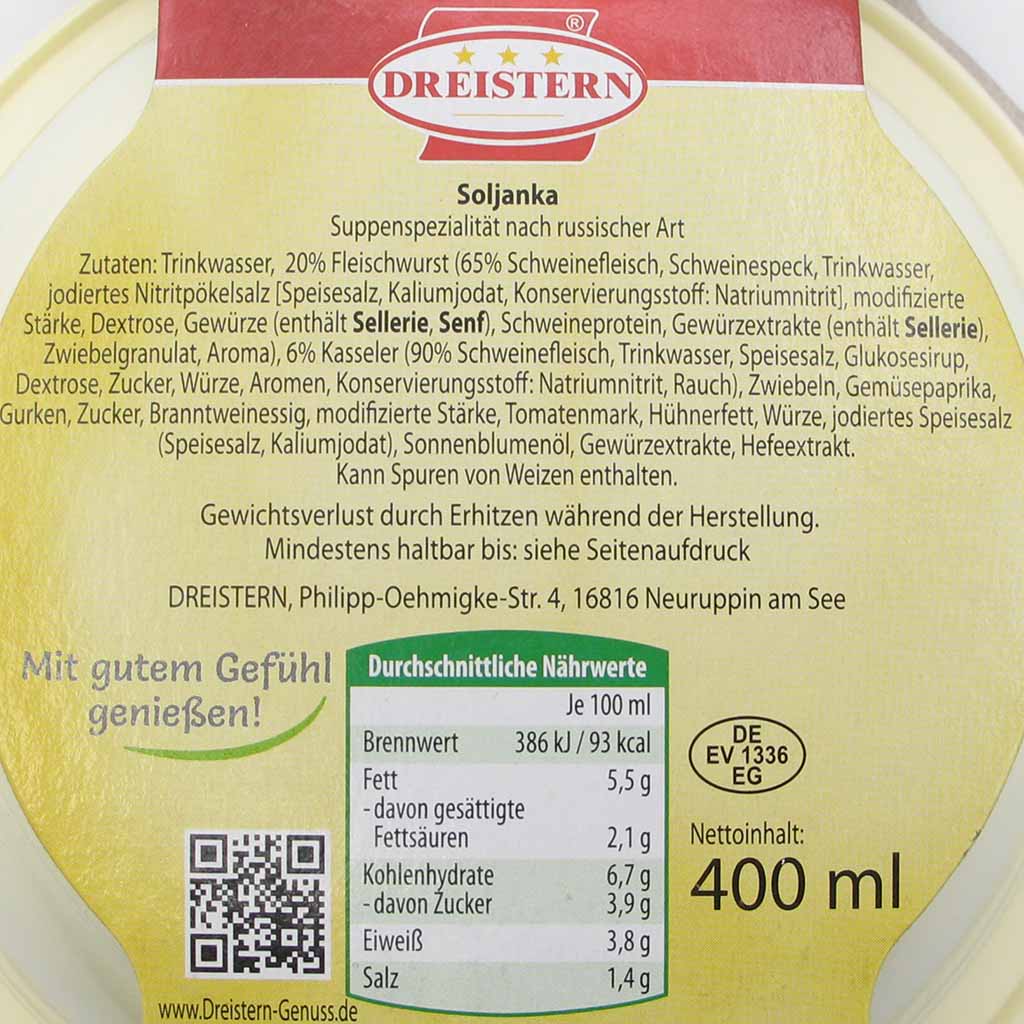 ®
DREISTERN
Soljanka
Suppenspezialität nach russischer Art
Zutaten: Trinkwasser, 20% Fleischwurst (65% Schweinefleisch, Schweinespeck, Trinkwasser,
jodiertes Nitritpökelsalz [Speisesalz, Kaliumjodat, Konservierungsstoff: Natriumnitrit], modifizierte
Stärke, Dextrose, Gewürze (enthält Sellerie, Senf), Schweineprotein, Gewürzextrakte (enthält Sellerie),
Zwiebelgranulat, Aroma), 6% Kasseler (90% Schweinefleisch, Trinkwasser, Speisesalz, Glukosesirup,
Dextrose, Zucker, Würze, Aromen, Konservierungsstoff: Natriumnitrit, Rauch), Zwiebeln, Gemüsepaprika,
Gurken, Zucker, Branntweinessig, modifizierte Stärke, Tomatenmark, Hühnerfett, Würze, jodiertes Speisesalz
(Speisesalz, Kaliumjodat), Sonnenblumenöl, Gewürzextrakte, Hefeextrakt.
Kann Spuren von Weizen enthalten.
Gewichtsverlust durch Erhitzen während der Herstellung.
Mindestens haltbar bis: siehe Seitenaufdruck
DREISTERN, Philipp-Oehmigke-Str. 4, 16816 Neuruppin am See
Mit gutem Gefühl
genießen!
Durchschnittliche Nährwerte
Je 100 ml
Brennwert 386 kJ / 93 kcal
Fett 5,5 g
- davon gesättigte
Fettsäuren 2,1 g
Kohlenhydrate 6,7 g
- davon Zucker 3,9 g
Eiweiß 3,8 g
Salz 1,4 g
DE
EV 1336
EG
Nettoinhalt:
400 ml
www.Dreistern-Genuss.de